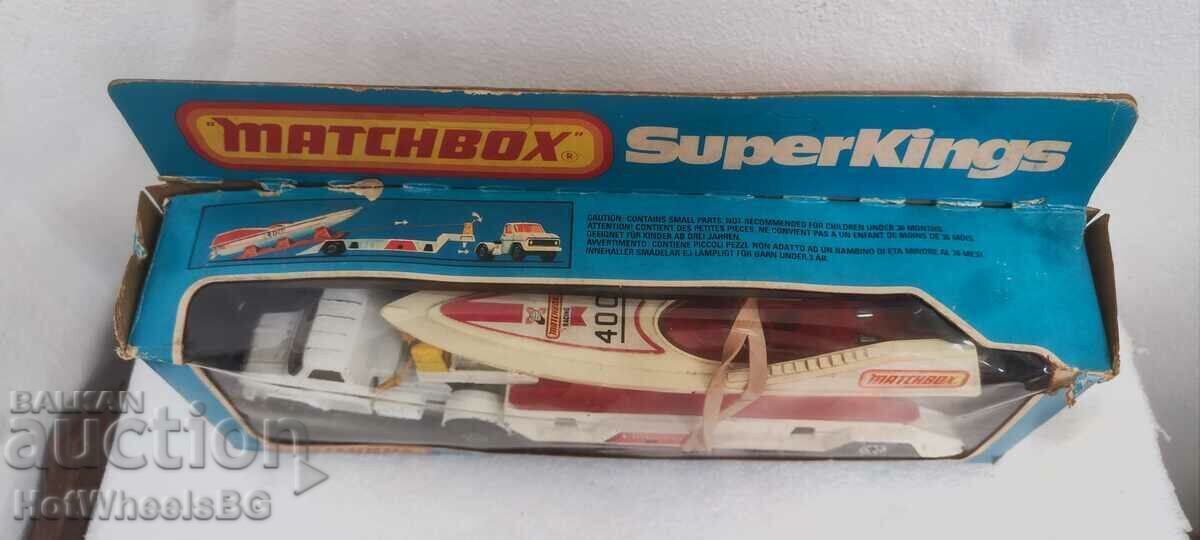 "MATCHBOX" ®
SuperKings
CAUTION: CONTAINS SMALL PARTS. NOT RECOMMENDED FOR CHILDREN UNDER 36 MONTHS.
ATTENTION! CONTIENT DES PETITES PIECES. NE CONVIENT PAS A UN ENFANT DE MOINS DE 36 MOIS.
GEEIGNET FÜR KINDER AB DREI JAHREN.
AVVERTIMENTO: CONTIENE PICCOLI PEZZI. NON ADATTO AD UN BAMBINO DI ETA MINORE AL 36-MESI.
INNEHALLER SMADELAR-EJ LAMPLIGT FOR BARN UNDER 3 AR.
400
MATCHBOX
RACING
400
MATCHBOX
BALKAN
auction
HotWheelsBG